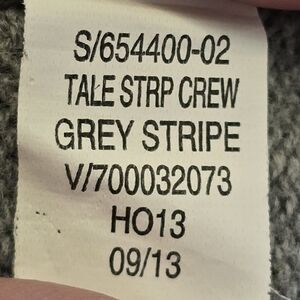 S/654400-02
TALE STRP CREW
GREY STRIPE
V/700032073
HO13
09/13